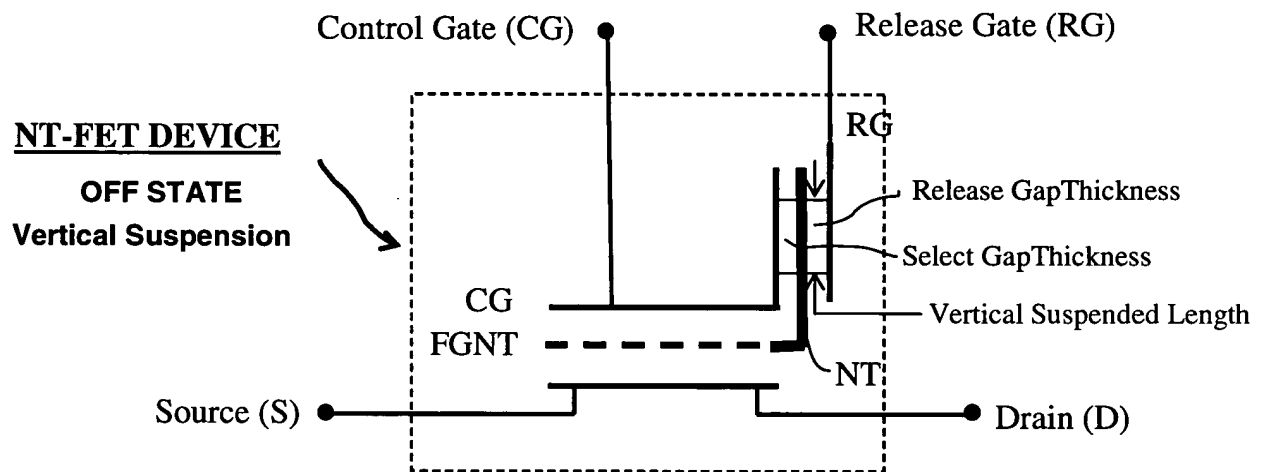 Control Gate (CG)
Release Gate (RG)
RG
NT-FET DEVICE
OFF STATE
Vertical Suspension
Release GapThickness
Select GapThickness
CG
Vertical Suspended Length
FGNT
NT
Source (S)
Drain (D)